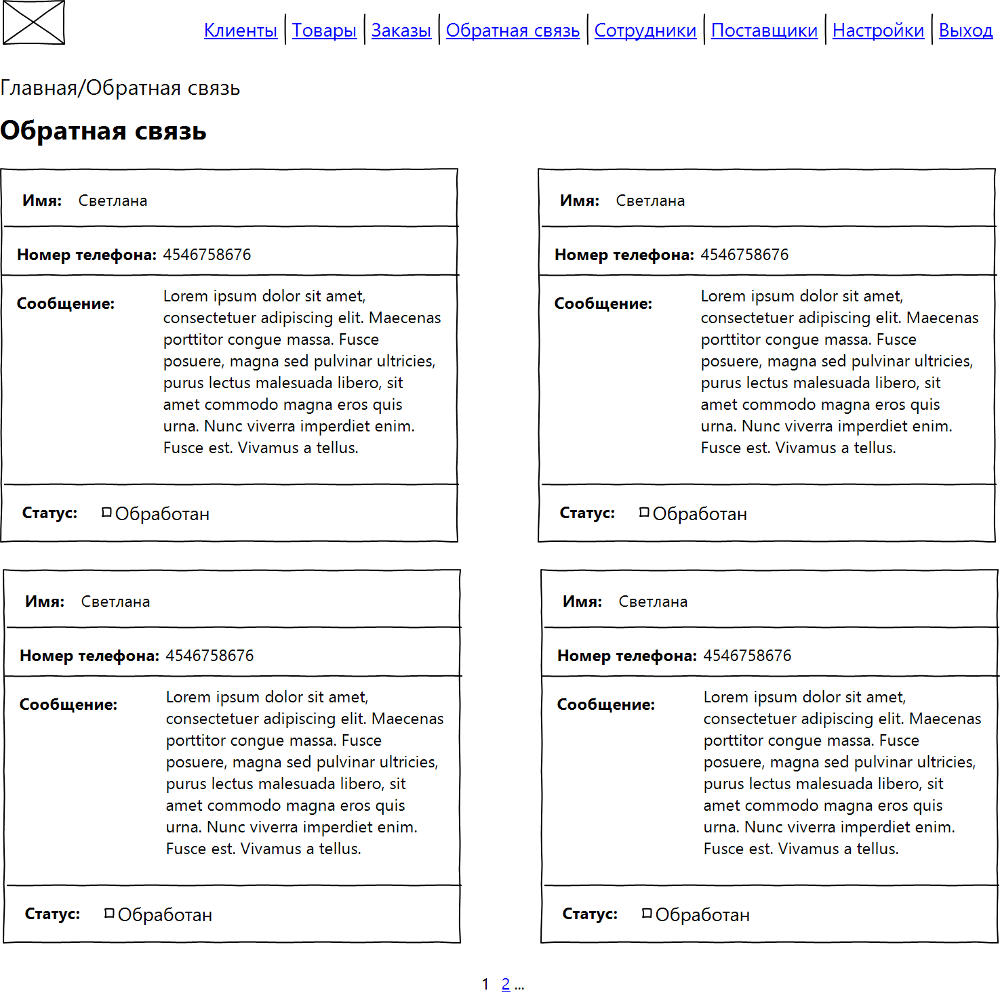 Клиенты Товары Заказы Обратная связь Сотрудники Поставщики Настройки Выход
Главная/Обратная связь
Обратная связь
Имя: Светлана
Номер телефона: 4546758676
Сообщение:
Lorem ipsum dolor sit amet,
consectetuer adipiscing elit. Maecenas
porttitor congue massa. Fusce
posuere, magna sed pulvinar ultricies,
purus lectus malesuada libero, sit
amet commodo magna eros quis
urna. Nunc viverra imperdiet enim.
Fusce est. Vivamus a tellus.
Статус: Обработан
Имя: Светлана
Номер телефона: 4546758676
Сообщение:
Lorem ipsum dolor sit amet,
consectetuer adipiscing elit. Maecenas
porttitor congue massa. Fusce
posuere, magna sed pulvinar ultricies,
purus lectus malesuada libero, sit
amet commodo magna eros quis
urna. Nunc viverra imperdiet enim.
Fusce est. Vivamus a tellus.
Статус: Обработан
Имя: Светлана
Номер телефона: 4546758676
Сообщение:
Lorem ipsum dolor sit amet,
consectetuer adipiscing elit. Maecenas
porttitor congue massa. Fusce
posuere, magna sed pulvinar ultricies,
purus lectus malesuada libero, sit
amet commodo magna eros quis
urna. Nunc viverra imperdiet enim.
Fusce est. Vivamus a tellus.
Статус: Обработан
Имя: Светлана
Номер телефона: 4546758676
Сообщение:
Lorem ipsum dolor sit amet,
consectetuer adipiscing elit. Maecenas
porttitor congue massa. Fusce
posuere, magna sed pulvinar ultricies,
purus lectus malesuada libero, sit
amet commodo magna eros quis
urna. Nunc viverra imperdiet enim.
Fusce est. Vivamus a tellus.
Статус: Обработан
1 2 ...